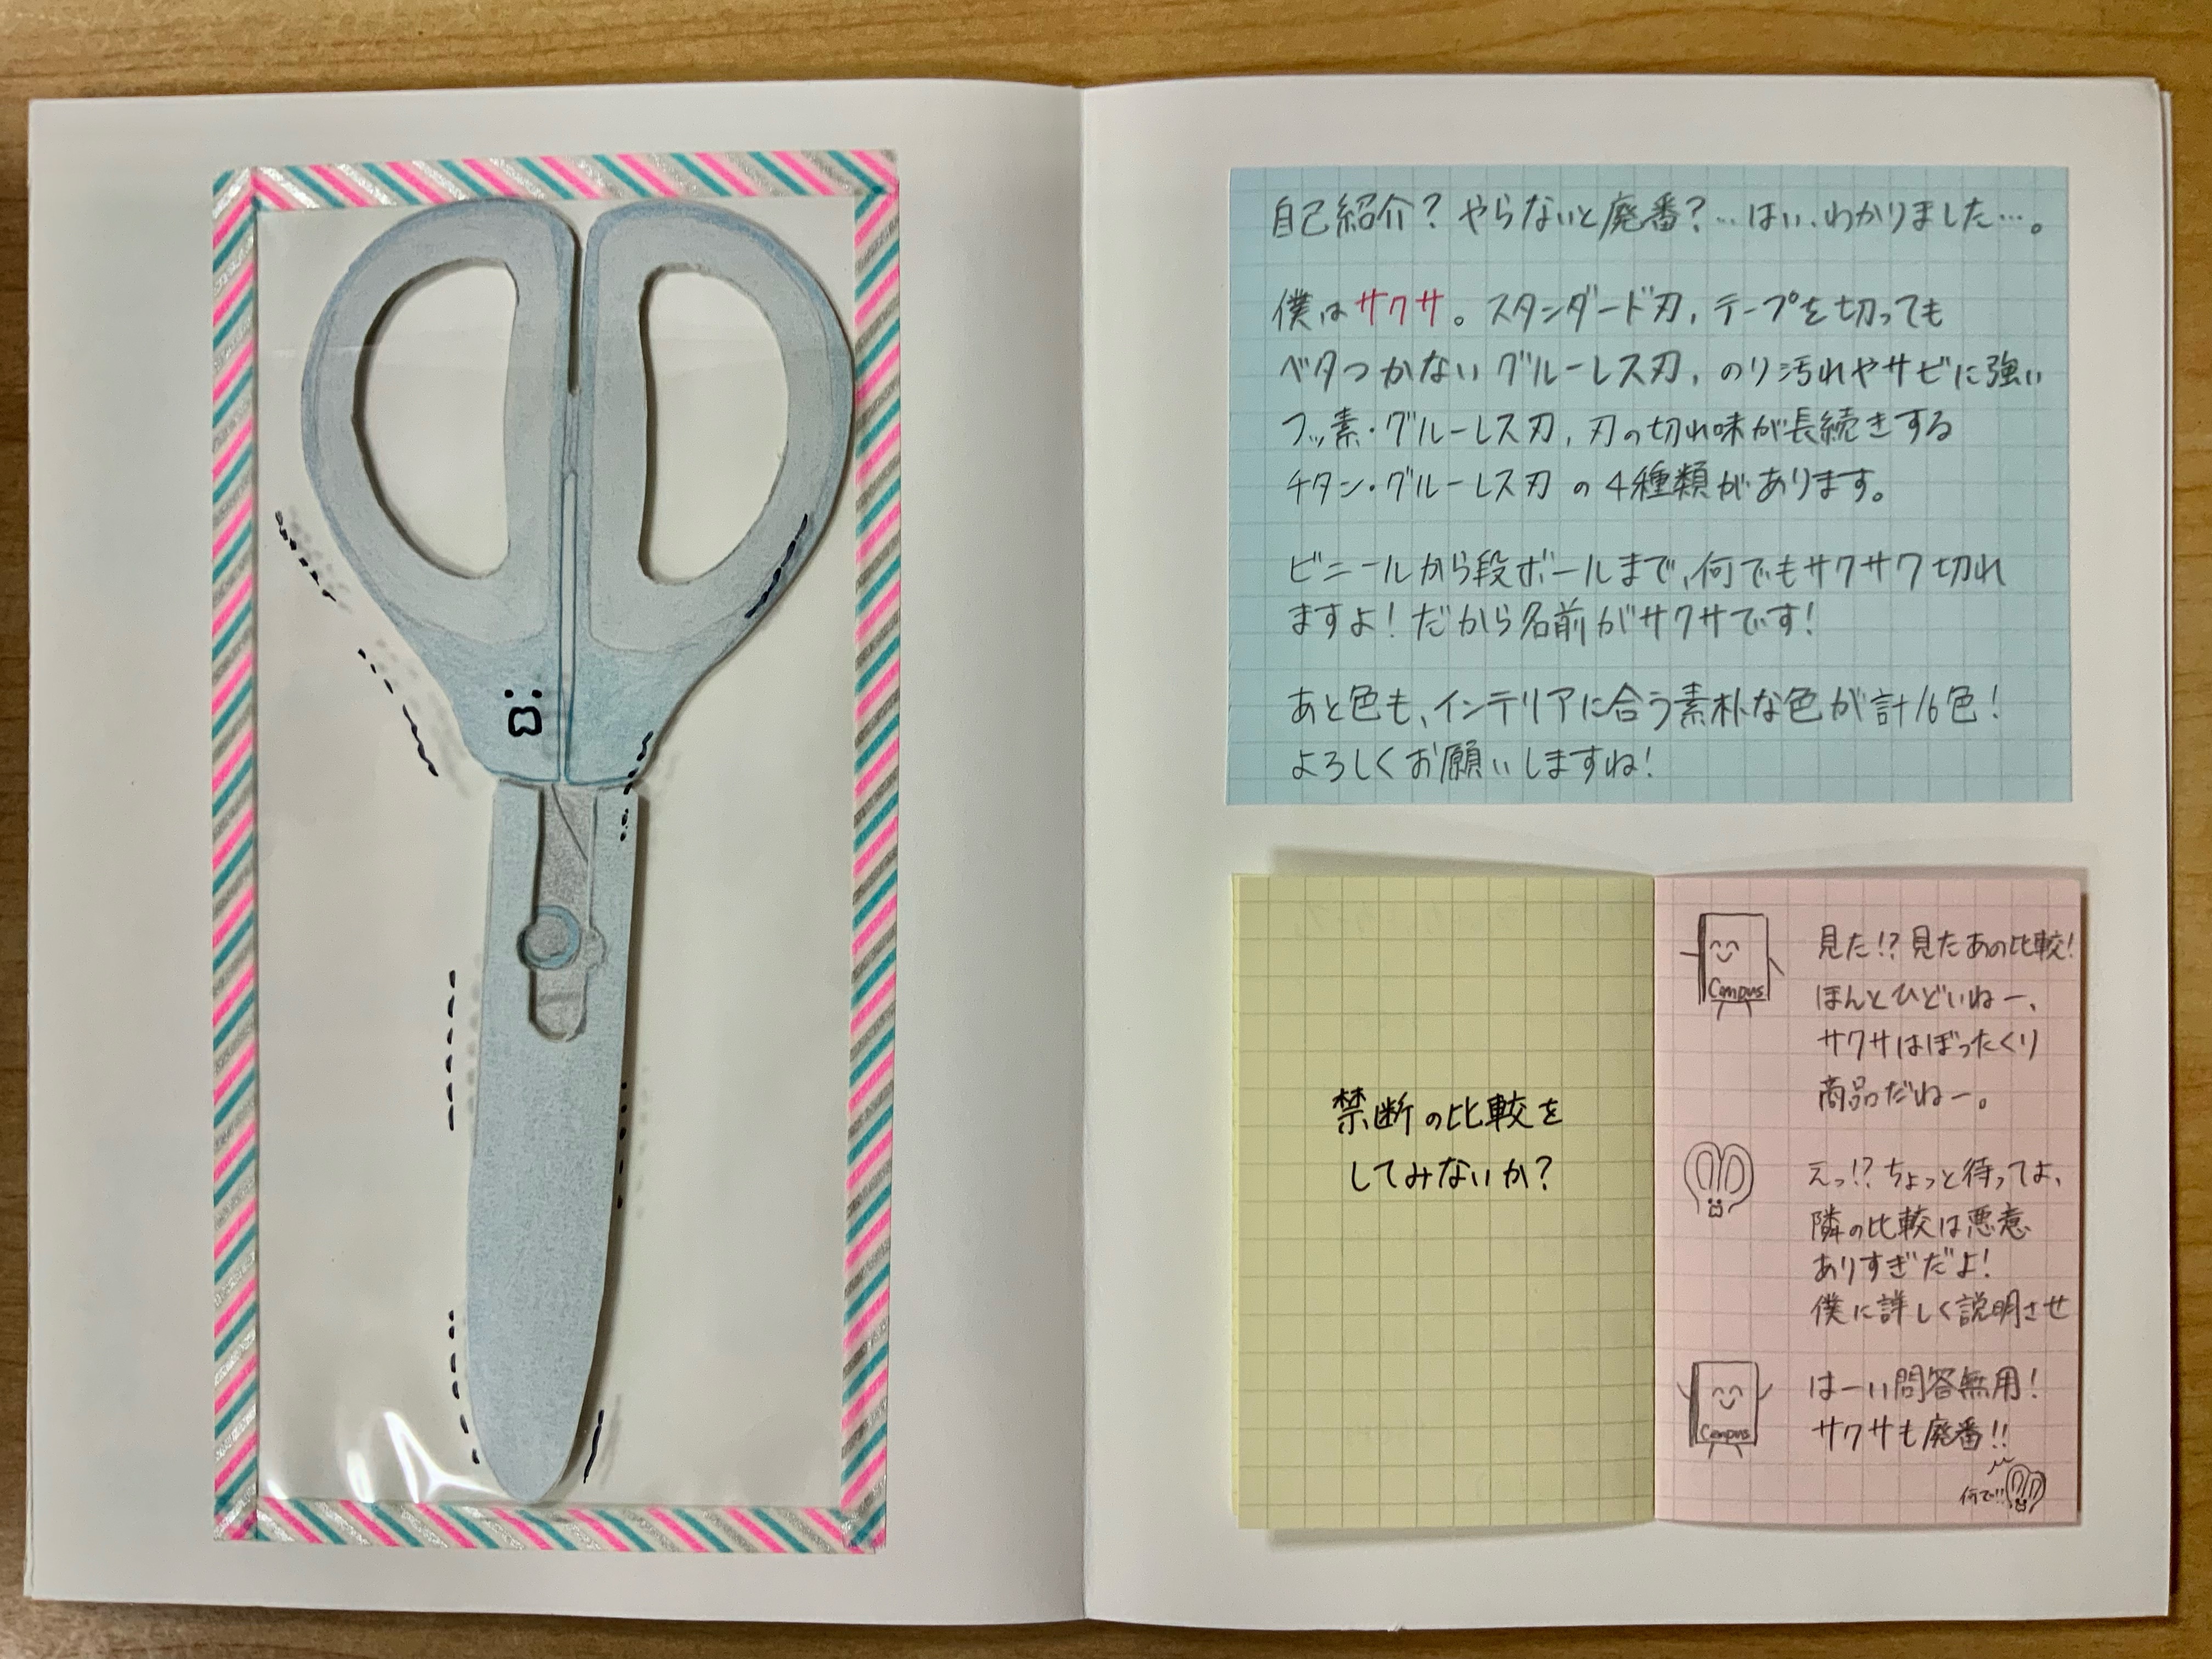 自己紹介？やらないと廃番？…はい、わかりました…。
僕はサクサ。スタンダード刃，テープを切っても
ベタつかないグルーレス刃，のり汚れやサビに強い
フッ素・グルーレス刃，刃の切れ味が長続きする
チタン・グルーレス刃の4種類があります。
ビニールから段ボールまで、何でもサクサク切れ
ますよ！だから名前がサクサです！
あと色も、インテリアに合う素朴な色が計16色！
よろしくお願いしますね！
禁断の比較を
してみないか？
見た!?見たあの比較！
ほんとひどいねー、
サクサはぼったくり
商品だねー。
Campus
えっ!?ちょっと待ってよ、
隣の比較は悪意
ありすぎだよ！
僕に詳しく説明させ
はーい問答無用！
サクサも廃番!!
Campus
何で!!